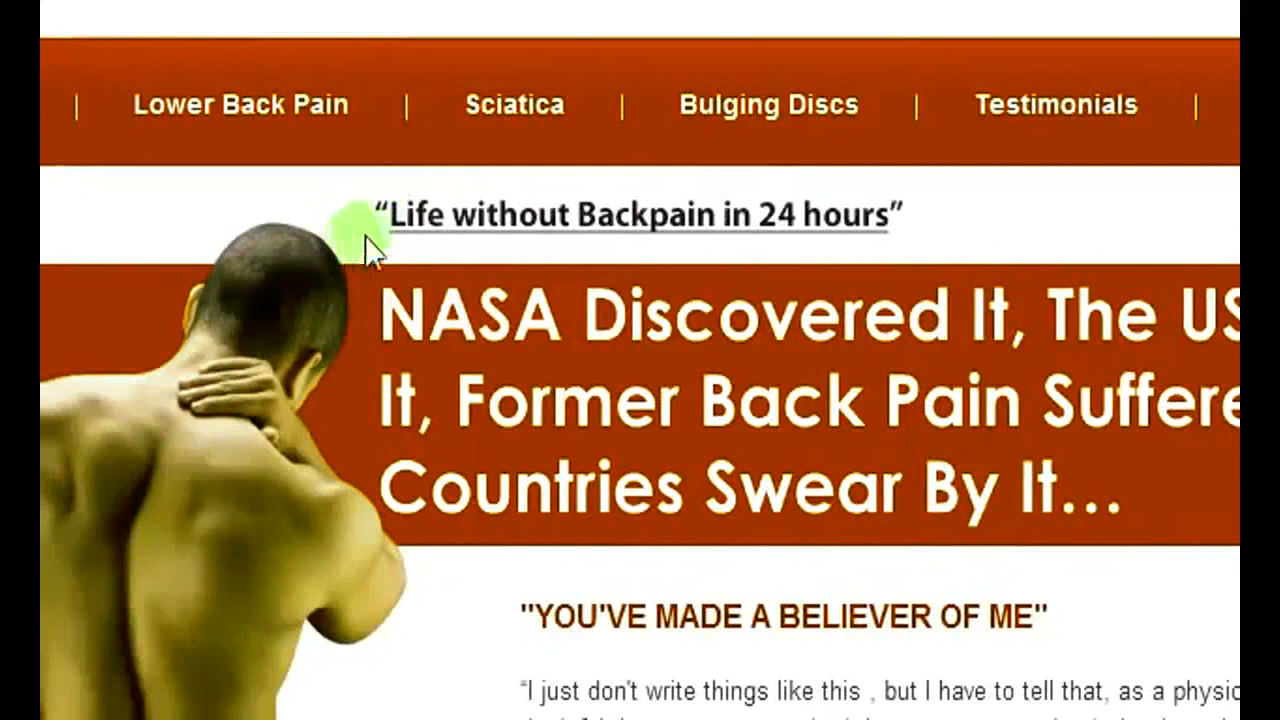 | Lower Back Pain | Sciatica | Bulging Discs | Testimonials |
“Life without Backpain in 24 hours”
NASA Discovered It, The US
It, Former Back Pain
Countries Swear By It...
"YOU'VE MADE A BELIEVER OF ME"
“I just don't write things like this , but I have to tell that, as a